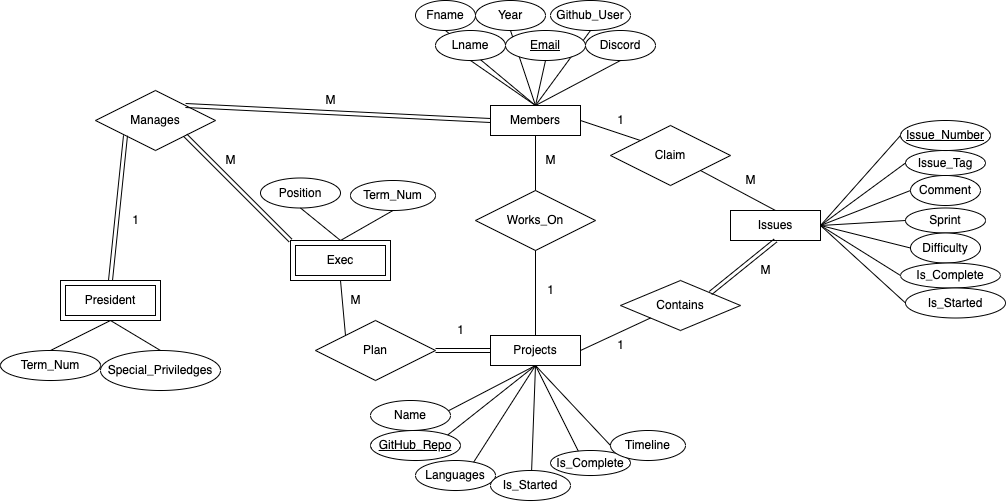 Fname
Year
Github_User
Lname
Email
Discord
M
Manages
Members
1
Issue_Number
Claim
M
M
Issue_Tag
Position
Term_Num
M
Comment
1
Works_On
Issues
Sprint
Difficulty
Exec
M
Is_Complete
President
M
1
Contains
Is_Started
Plan
1
Projects
1
Term_Num
Special_Priviledges
Name
GitHub_Repo
Timeline
Languages
Is_Complete
Is_Started